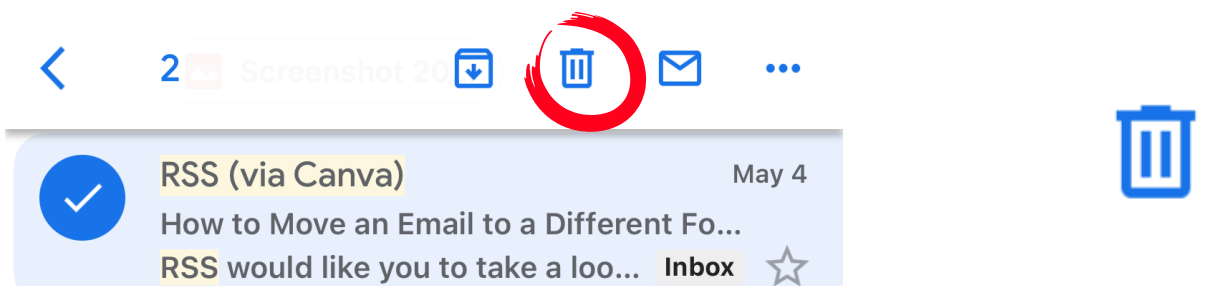 2 Screenshot 20
RSS (via Canva) May 4
How to Move an Email to a Different Fo...
RSS would like you to take a loo... Inbox